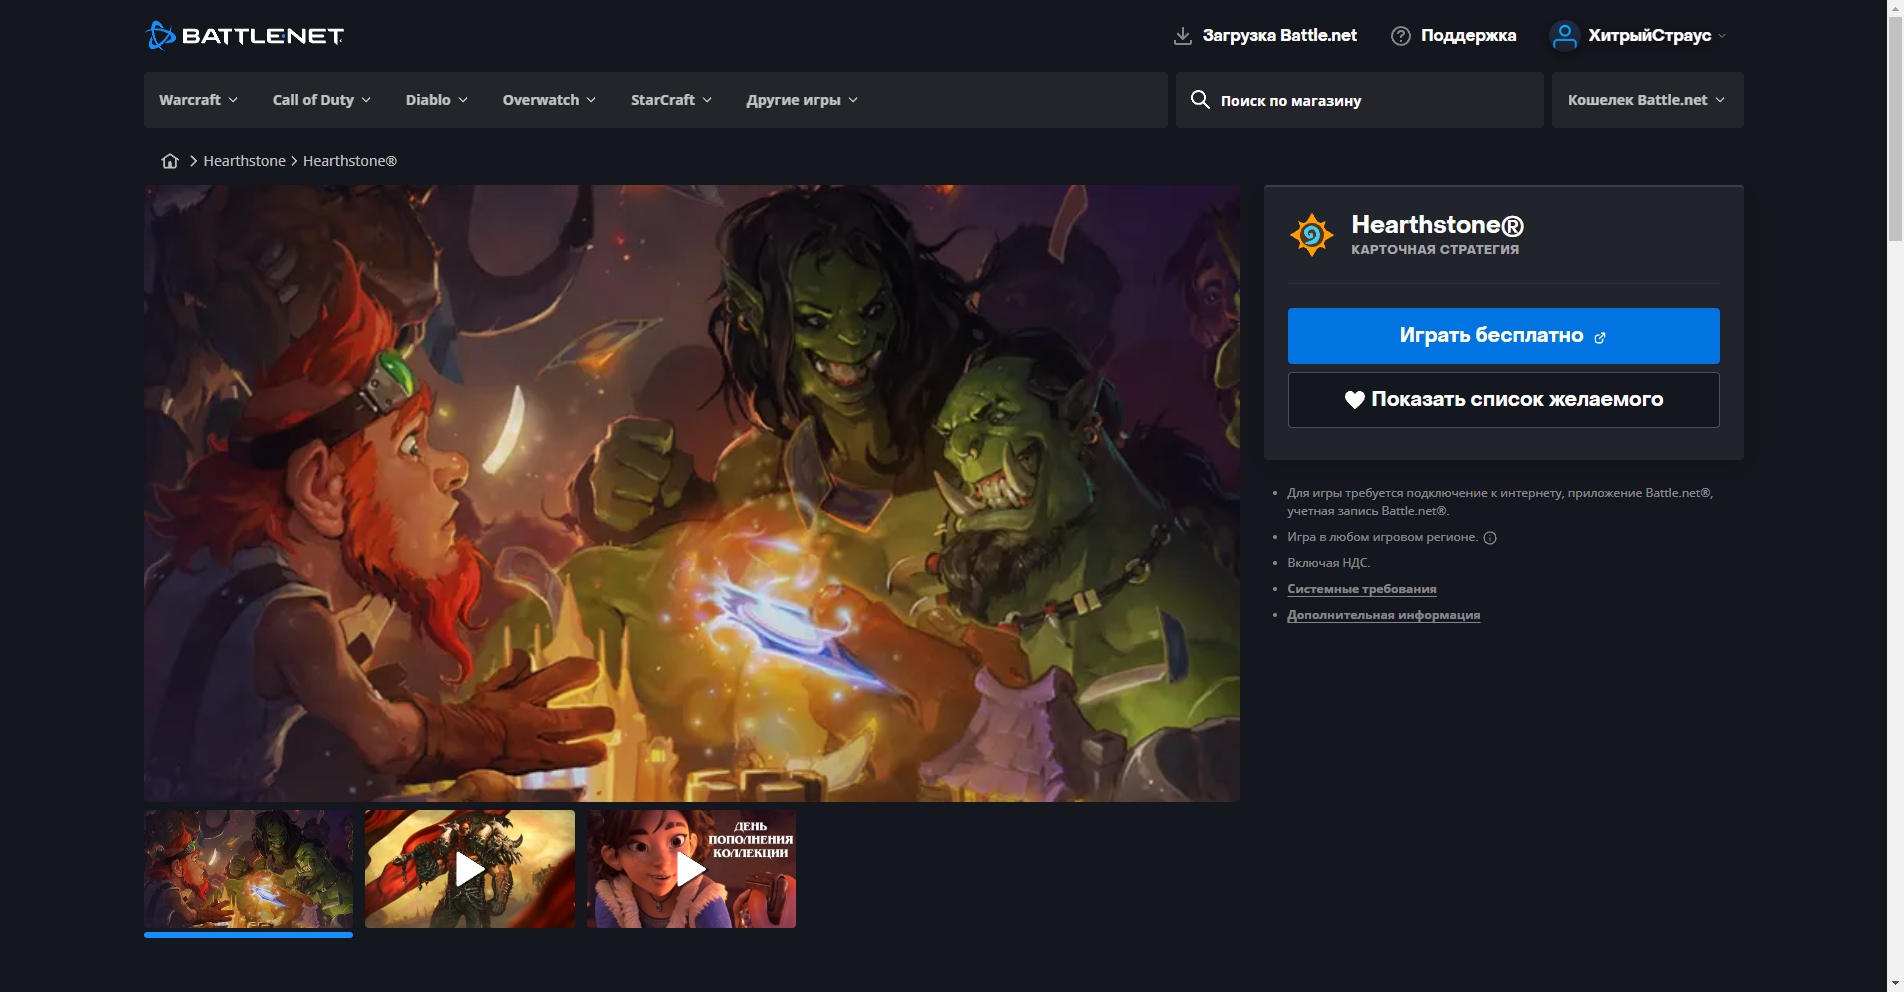 BATTLE.NET
Загрузка Battle.net
Поддержка
ХитрыйСтраус
Warcraft
Call of Duty
Diablo
Overwatch
StarCraft
Другие игры
Поиск по магазину
Кошелек Battle.net
Hearthstone
Hearthstone®
Hearthstone®
КАРТОЧНАЯ СТРАТЕГИЯ
Играть бесплатно
Показать список желаемого
Для игры требуется подключение к интернету, приложение Battle.net®,
учетная запись Battle.net®.
Игра в любом игровом регионе.
Включая НДС.
Системные требования
Дополнительная информация
ДЕНЬ
ПОПОЛНЕНИЯ
КОЛЛЕКЦИИ